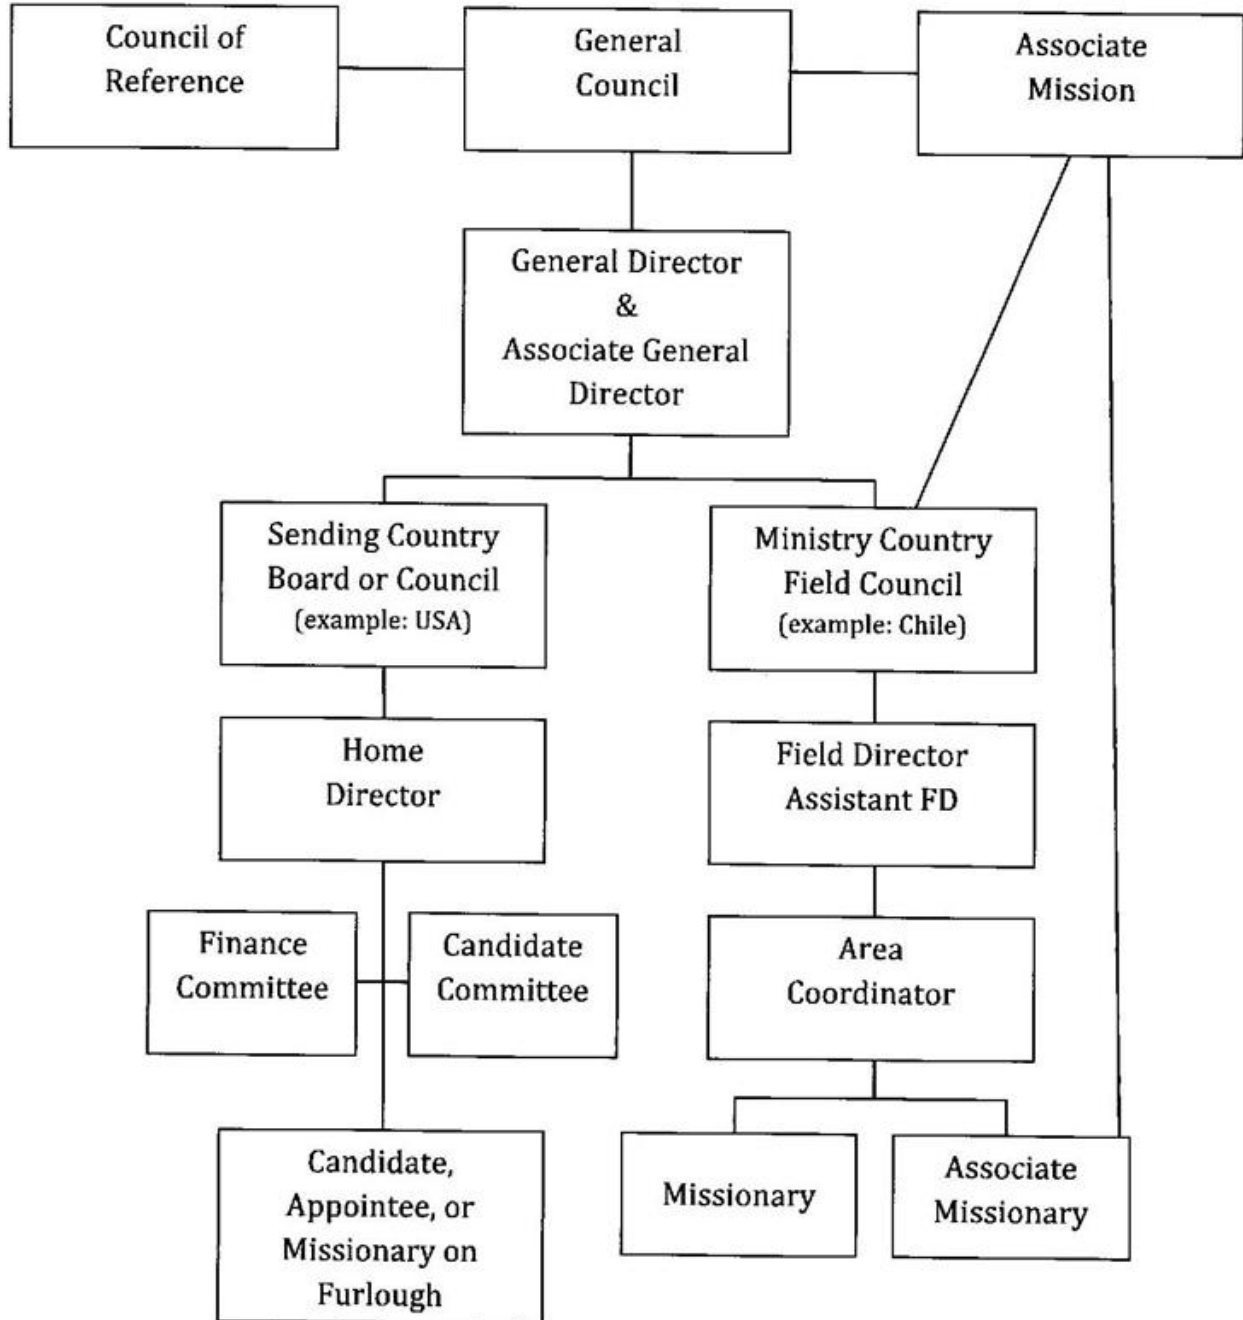 Council of
Reference
General
Council
Associate
Mission
General Director
&
Associate General
Director
Sending Country
Board or Council
(example: USA)
Ministry Country
Field Council
(example: Chile)
Home
Director
Field Director
Assistant FD
Finance
Committee
Candidate
Committee
Area
Coordinator
Candidate,
Appointee, or
Missionary on
Furlough
Missionary
Associate
Missionary